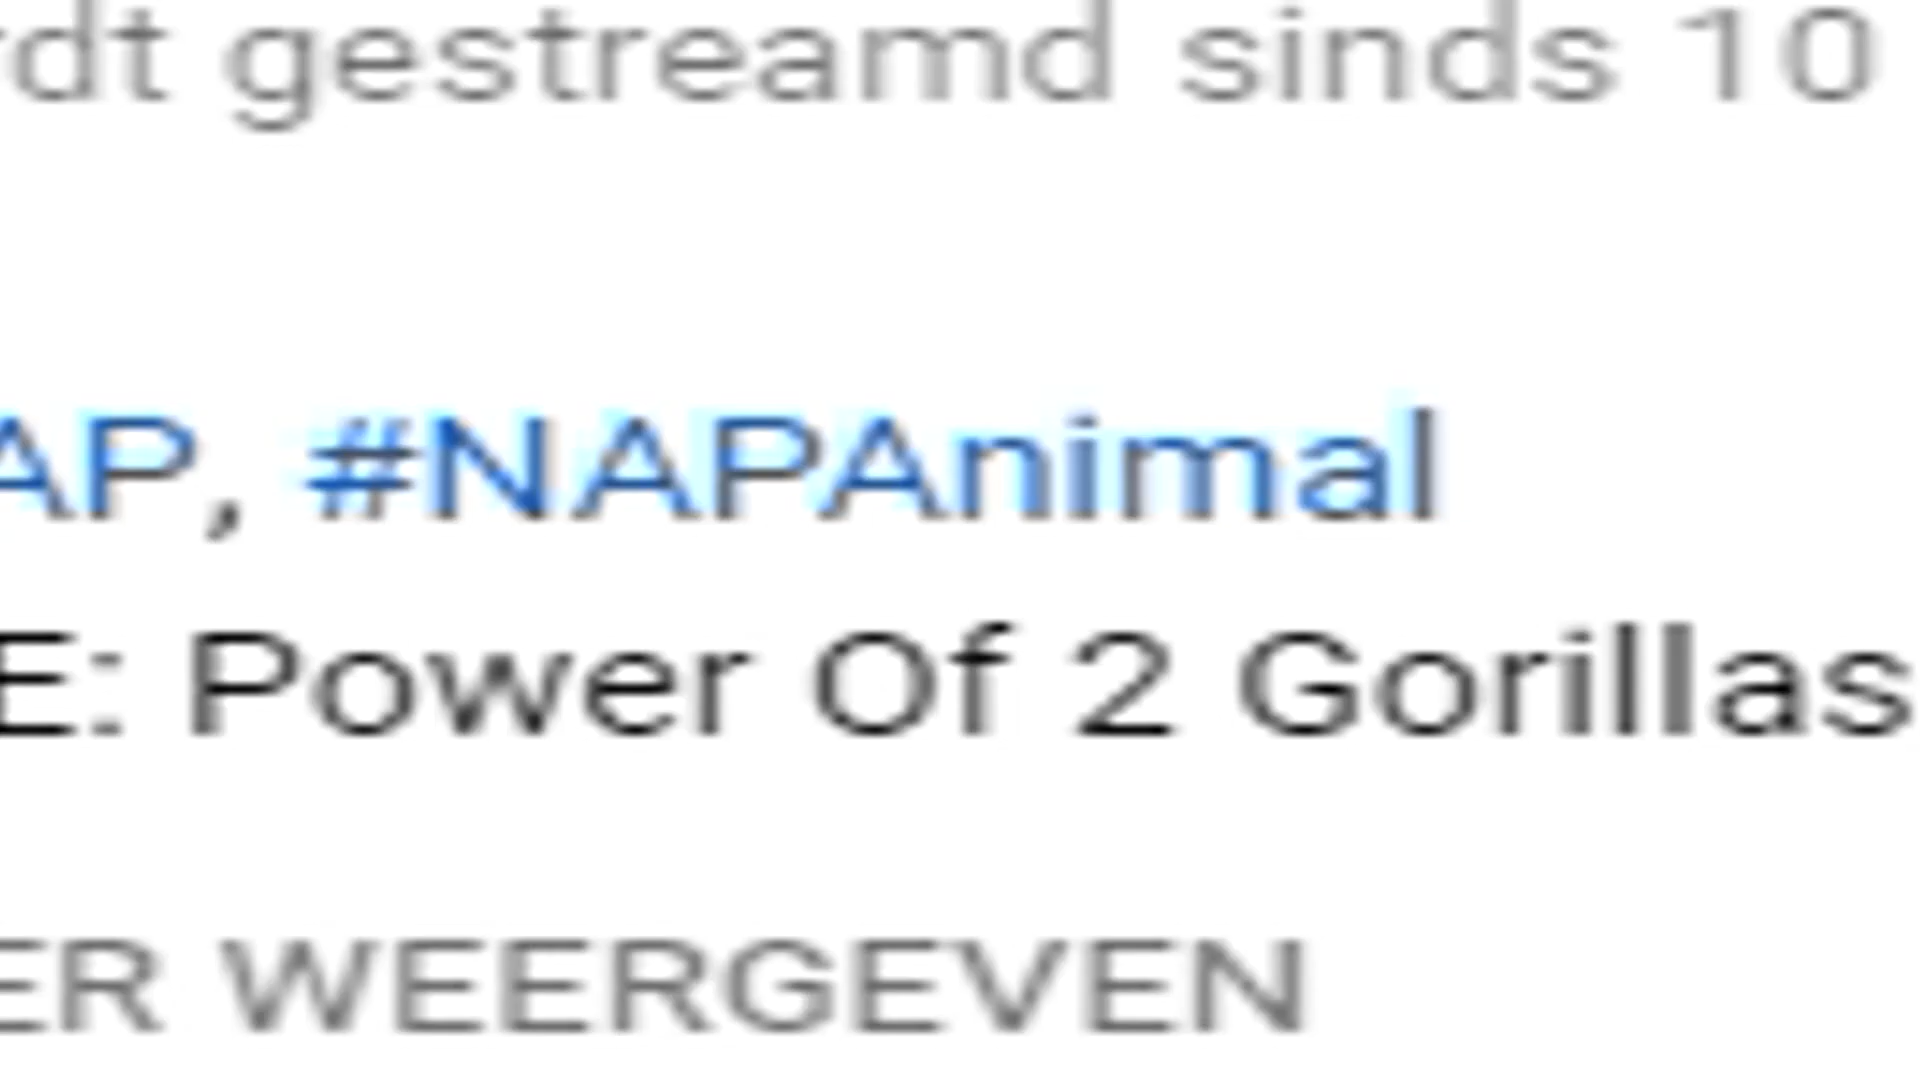 rdt gestreamd sinds 10
AP, #NAPAnimal
E: Power Of 2 Gorillas
ER WEERGEVEN